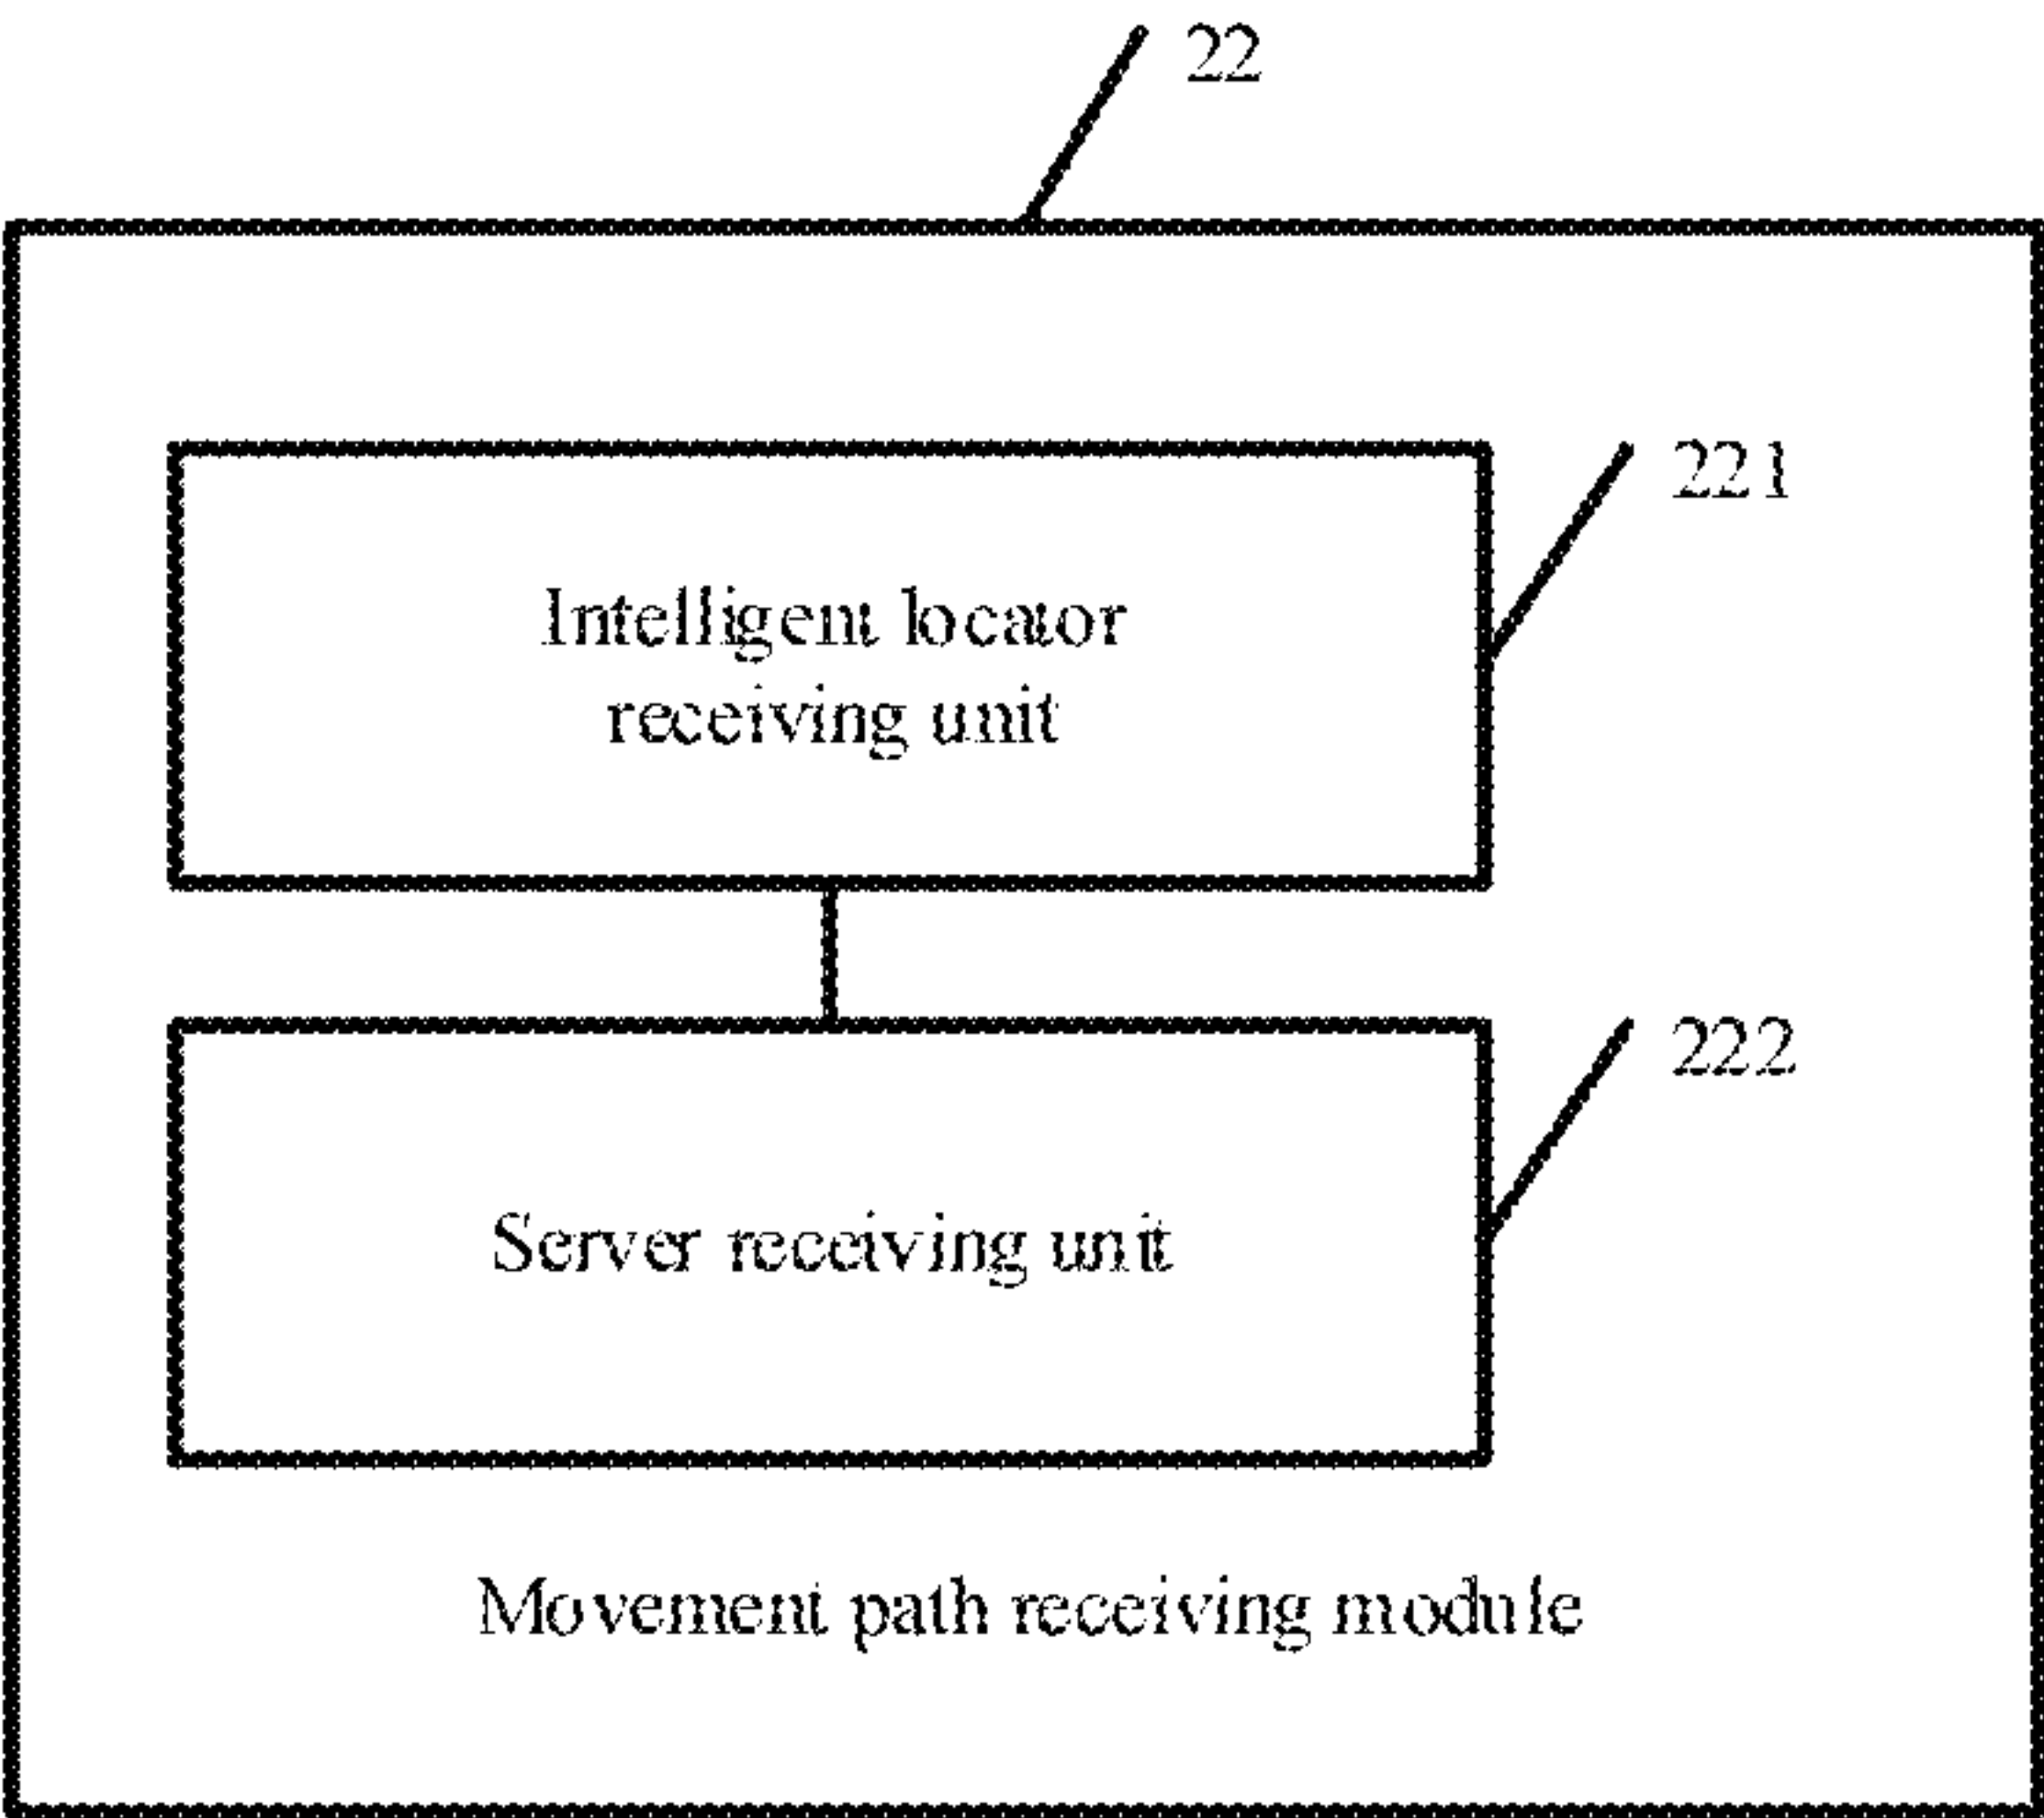 22
221
Intelligent locator
receiving unit
222
Server receiving unit
Movement path receiving module